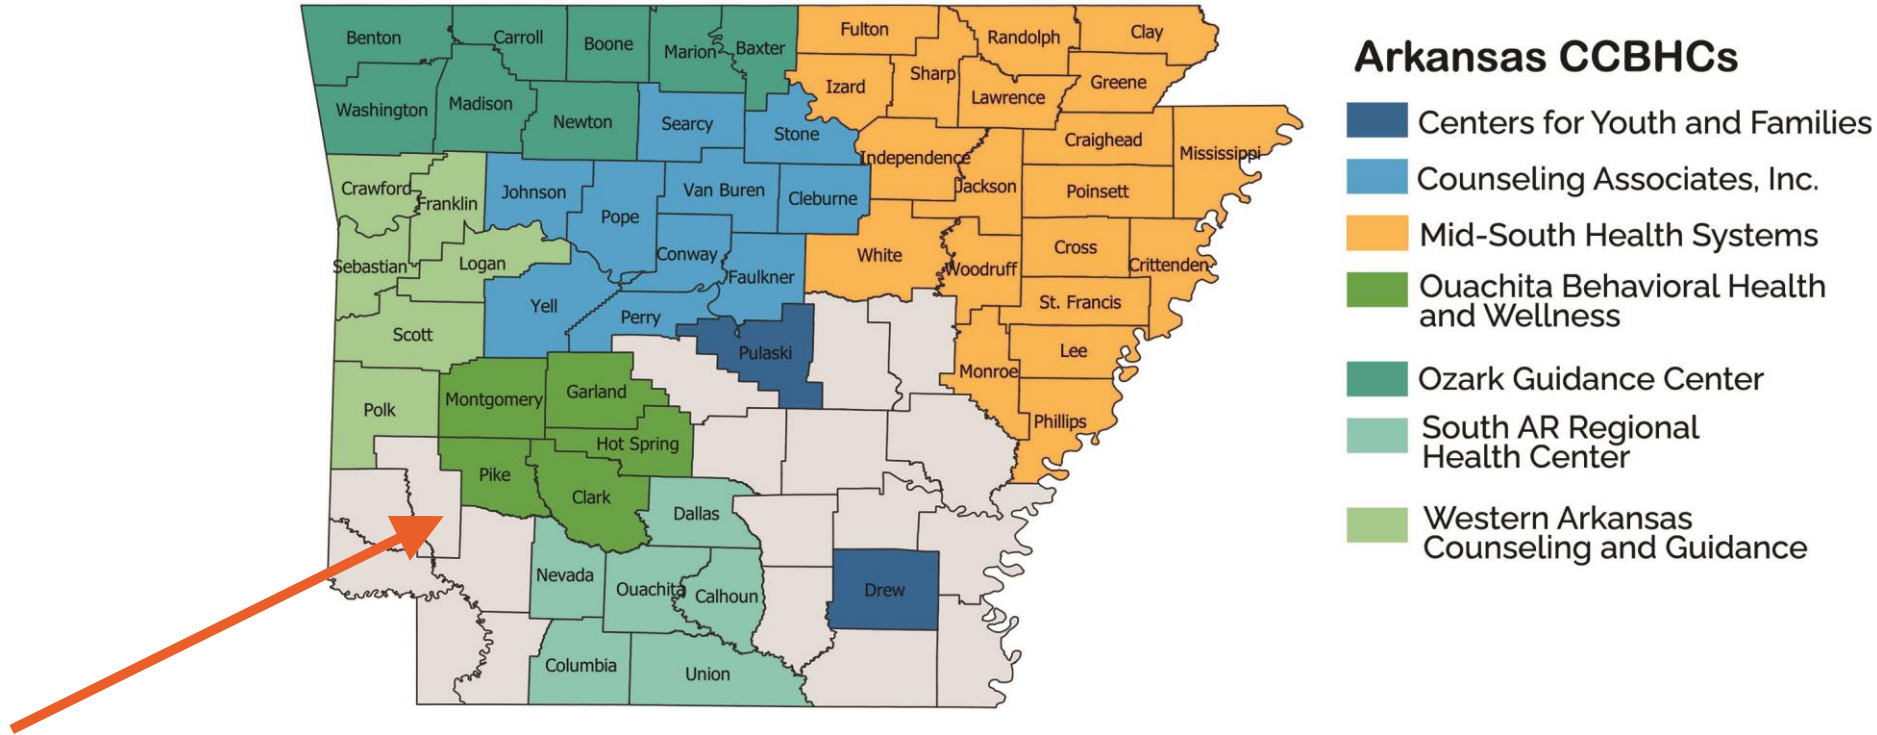 Benton
Carroll
Boone
Marion
Baxter
Fulton
Randolph
Clay
Washington
Madison
Newton
Searcy
Stone
Izard
Sharp
Lawrence
Greene
Crawford
Franklin
Johnson
Pope
Van Buren
Cleburne
Independence
Jackson
Craighead
Mississippi
Poinsett
Sebastian
Logan
Conway
Faulkner
White
Woodruff
Cross
Crittenden
Scott
Yell
Perry
Pulaski
St. Francis
Monroe
Lee
Phillips
Polk
Montgomery
Garland
Hot Spring
Pike
Clark
Dallas
Nevada
Ouachita
Calhoun
Drew
Columbia
Union
Arkansas CCBHCs
Centers for Youth and Families
Counseling Associates, Inc.
Mid-South Health Systems
Ouachita Behavioral Health
and Wellness
Ozark Guidance Center
South AR Regional
Health Center
Western Arkansas
Counseling and Guidance